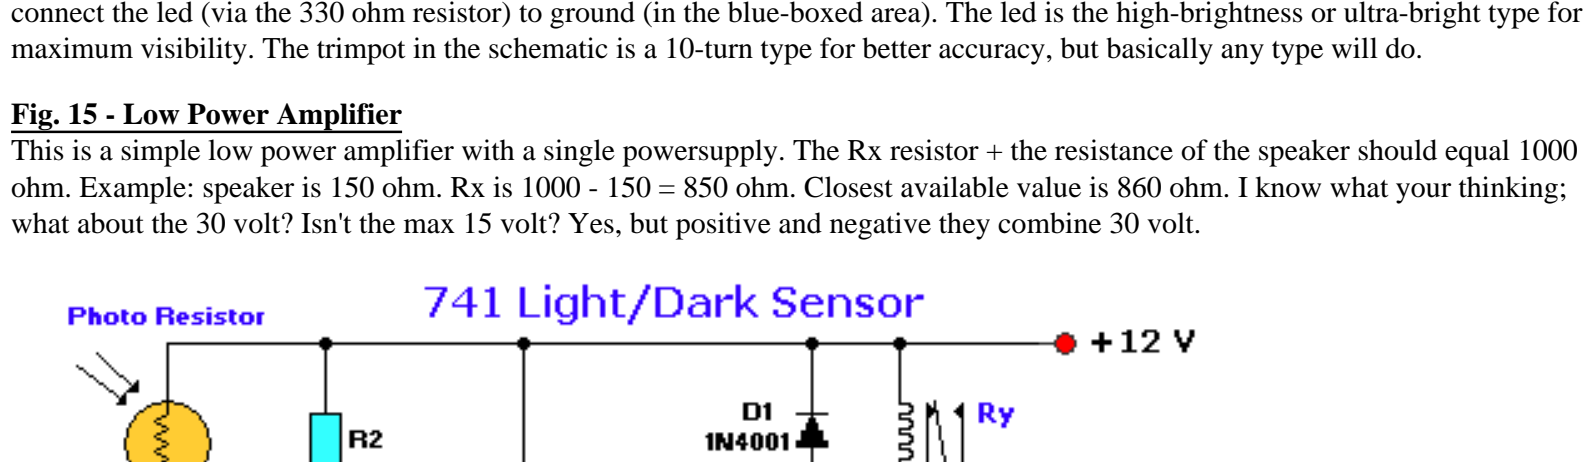 connect the led (via the 330 ohm resistor) to ground (in the blue-boxed area). The led is the high-brightness or ultra-bright type for
maximum visibility. The trimpot in the schematic is a 10-turn type for better accuracy, but basically any type will do.
Fig. 15 - Low Power Amplifier
This is a simple low power amplifier with a single powersupply. The Rx resistor + the resistance of the speaker should equal 1000
ohm. Example: speaker is 150 ohm. Rx is 1000 - 150 = 850 ohm. Closest available value is 860 ohm. I know what your thinking;
what about the 30 volt? Isn't the max 15 volt? Yes, but positive and negative they combine 30 volt.
741 Light/Dark Sensor
Photo Resistor
+12 V
D1
Ry
R2
1N4001